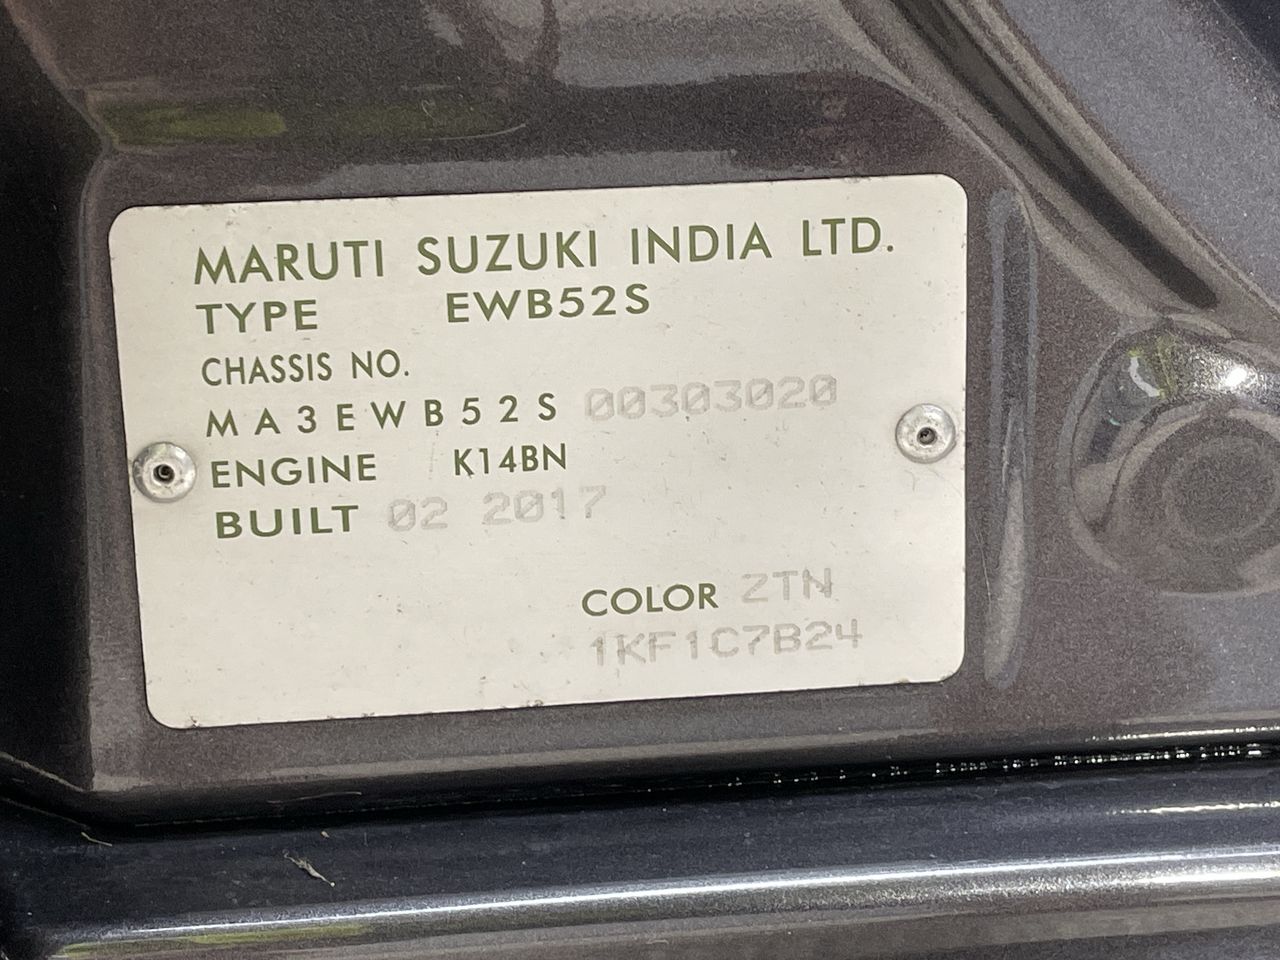 MARUTI SUZUKI INDIA LTD.
TYPE EWB52S
CHASSIS NO.
MA3EWB52S 00303020
ENGINE K14BN
BUILT 02 2017
COLOR ZTN
1KF1C7B24